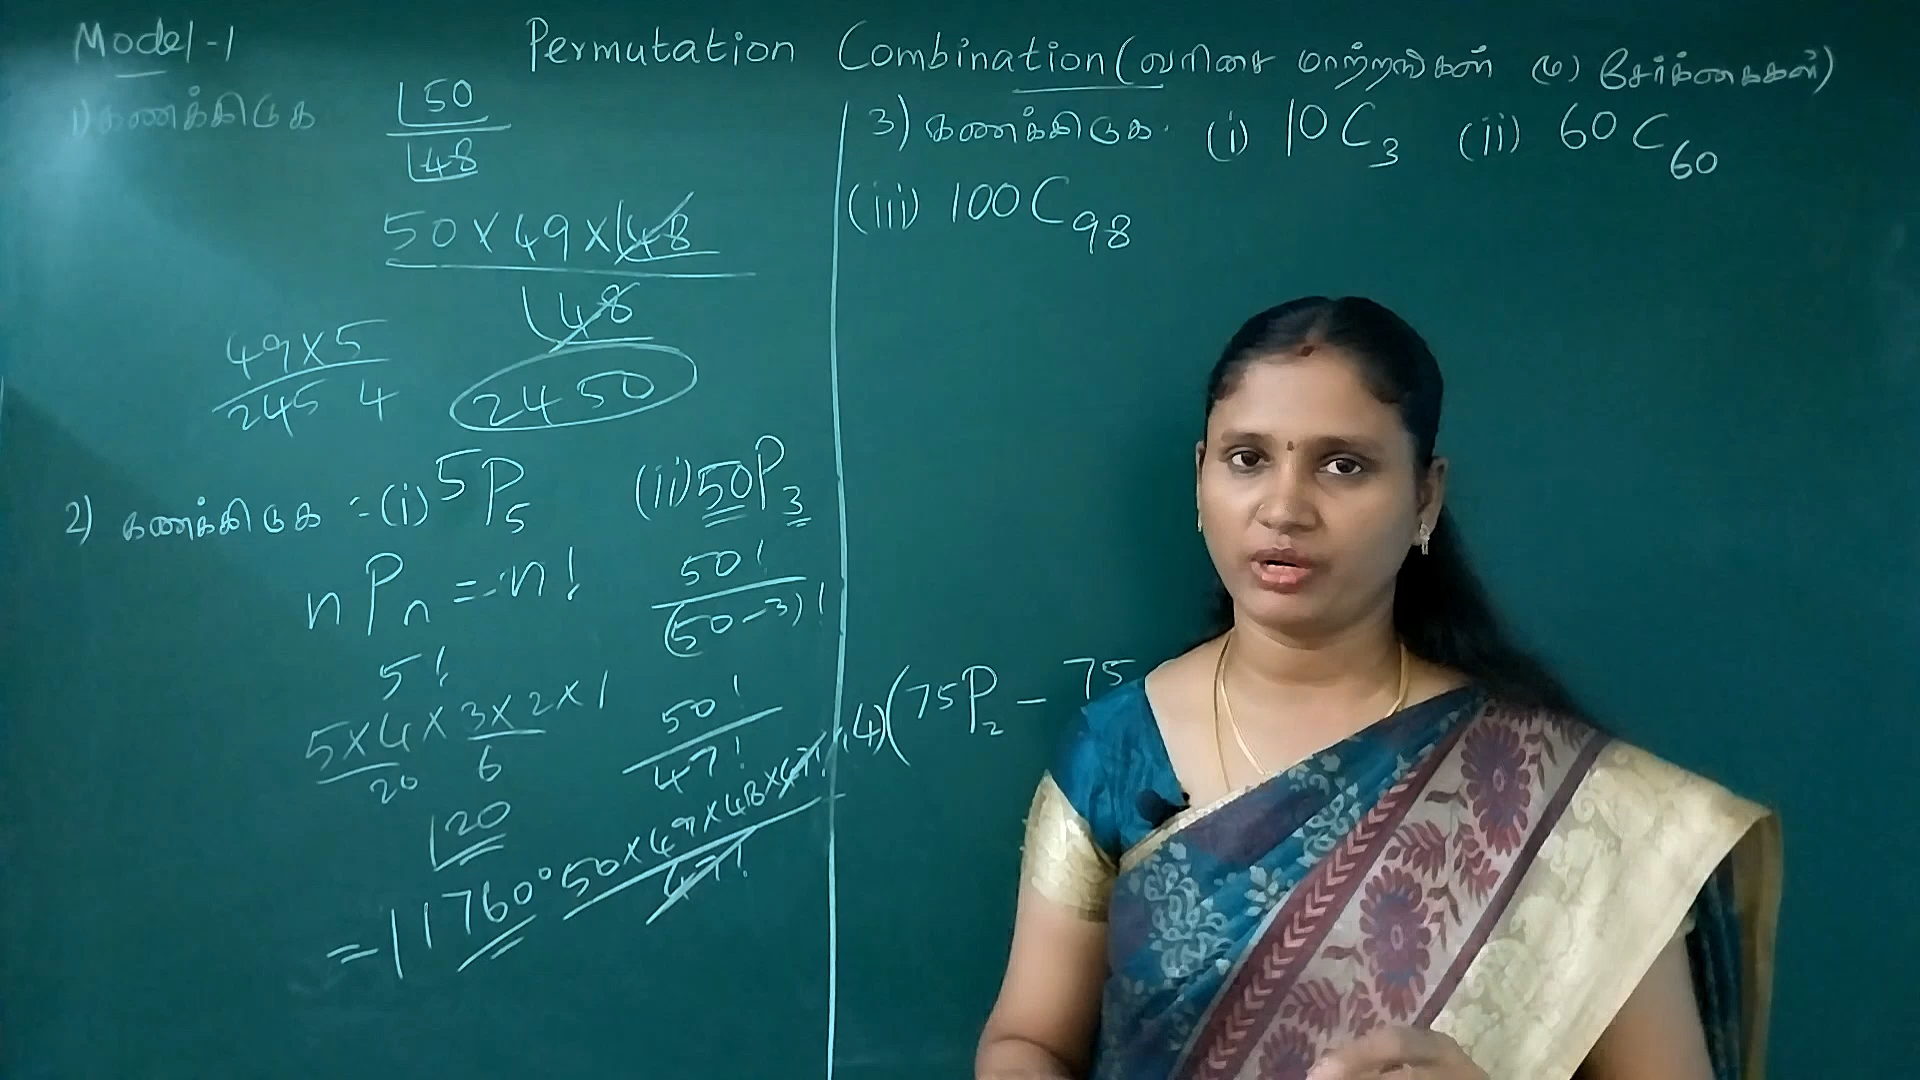 Model-1
Permutation Combination (வரிசை மாற்றங்கள் (மு) சேர்க்கைகள்)
1) கணக்கிடுக
⌊50
⌊48
50 × 49 × ⌊48
⌊48
49 × 5
245 4
2450
2) கணக்கிடுக :- (i) 5P₅ (ii) 50P₃
nPₙ = n!
5!
5 × 4 × 3 × 2 × 1
20 6
120
50!
(50-3)!
50!
47!
50 × 49 × 48 × 47!
47!
= 117600
3) கணக்கிடுக. (i) 10C₃ (ii) 60C₆₀
(iii) 100C₉₈
4) (75P₂ - 75